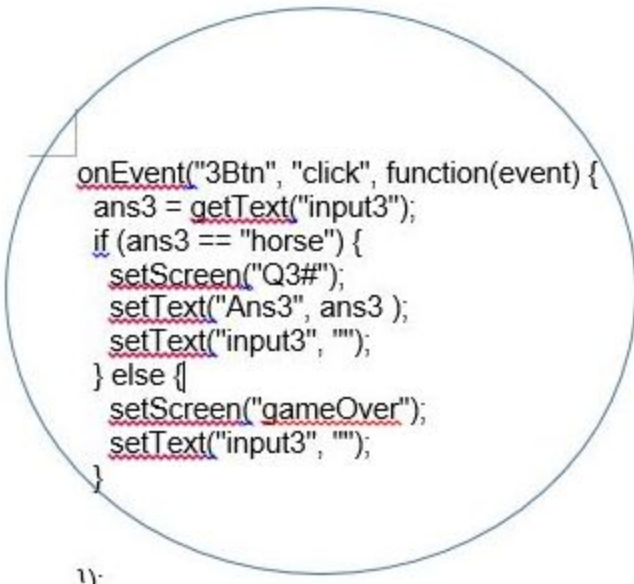 onEvent("3Btn", "click", function(event) {
ans3 = getText("input3");
if (ans3 == "horse") {
setScreen("Q3#");
setText("Ans3", ans3 );
setText("input3", "");
} else {
setScreen("gameOver");
setText("input3", "");
}
});